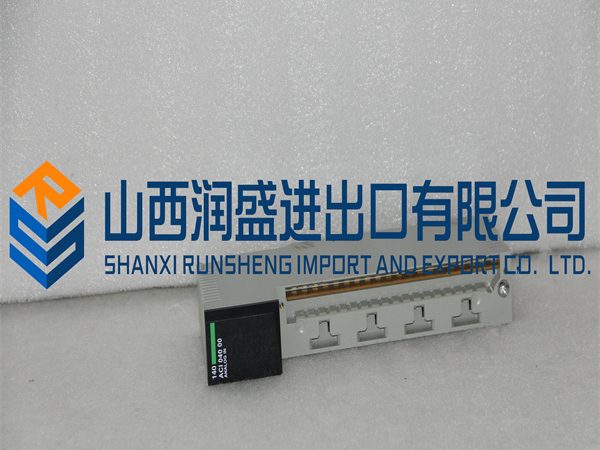 山西润盛进出口有限公司
SHANXI RUNSHENG IMPORT AND EXPORT CO. LTD.
140
ACI 040 00
ANALOG IN